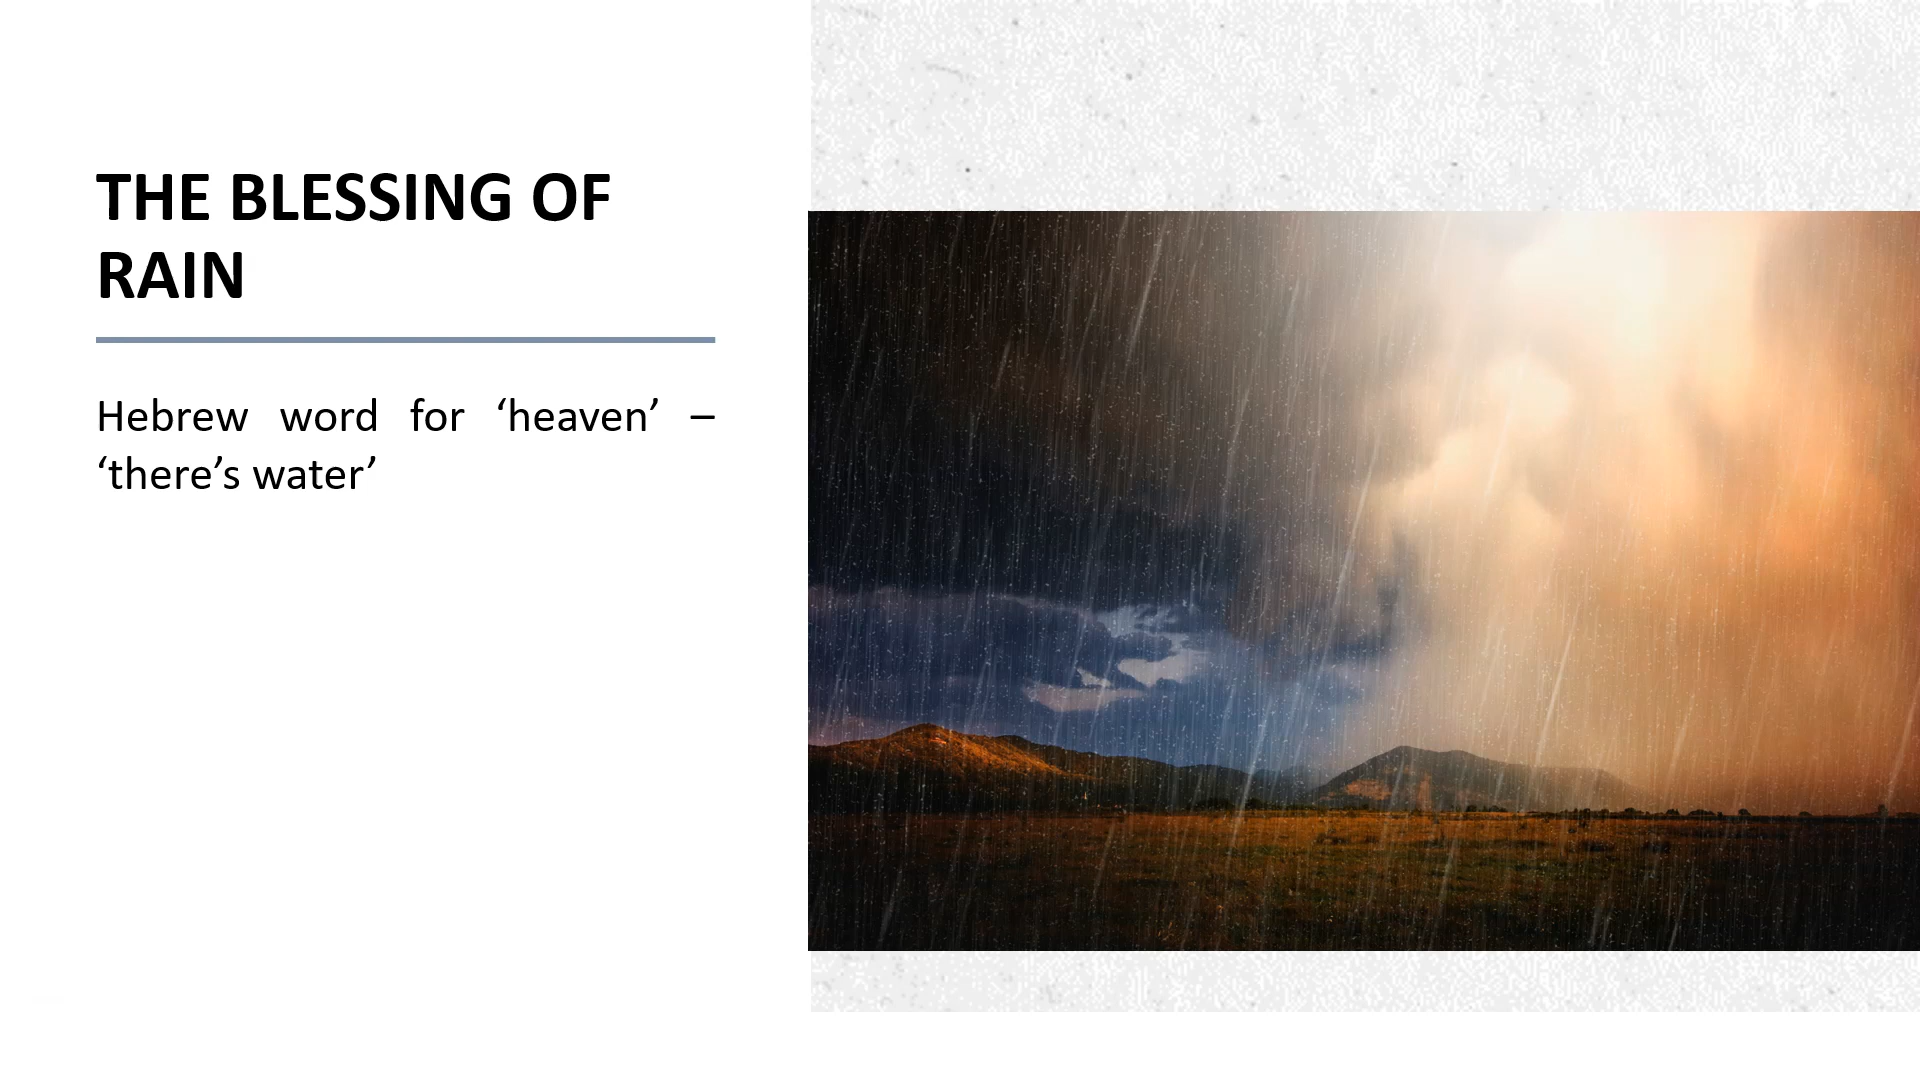 THE BLESSING OF
RAIN
Hebrew word for ‘heaven’ –
‘there’s water’